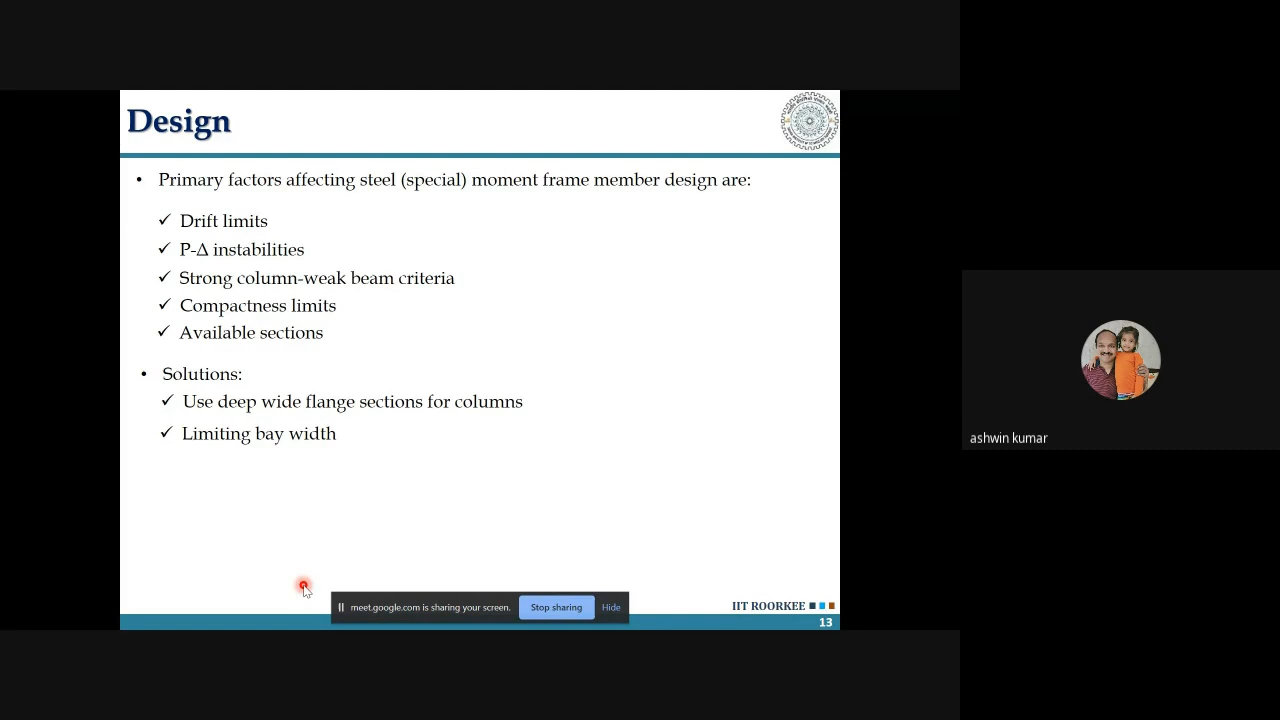 Design
• Primary factors affecting steel (special) moment frame member design are:
✓ Drift limits
✓ P-Δ instabilities
✓ Strong column-weak beam criteria
✓ Compactness limits
✓ Available sections
• Solutions:
✓ Use deep wide flange sections for columns
✓ Limiting bay width
meet.google.com is sharing your screen. Stop sharing Hide
IIT ROORKEE
13
ashwin kumar